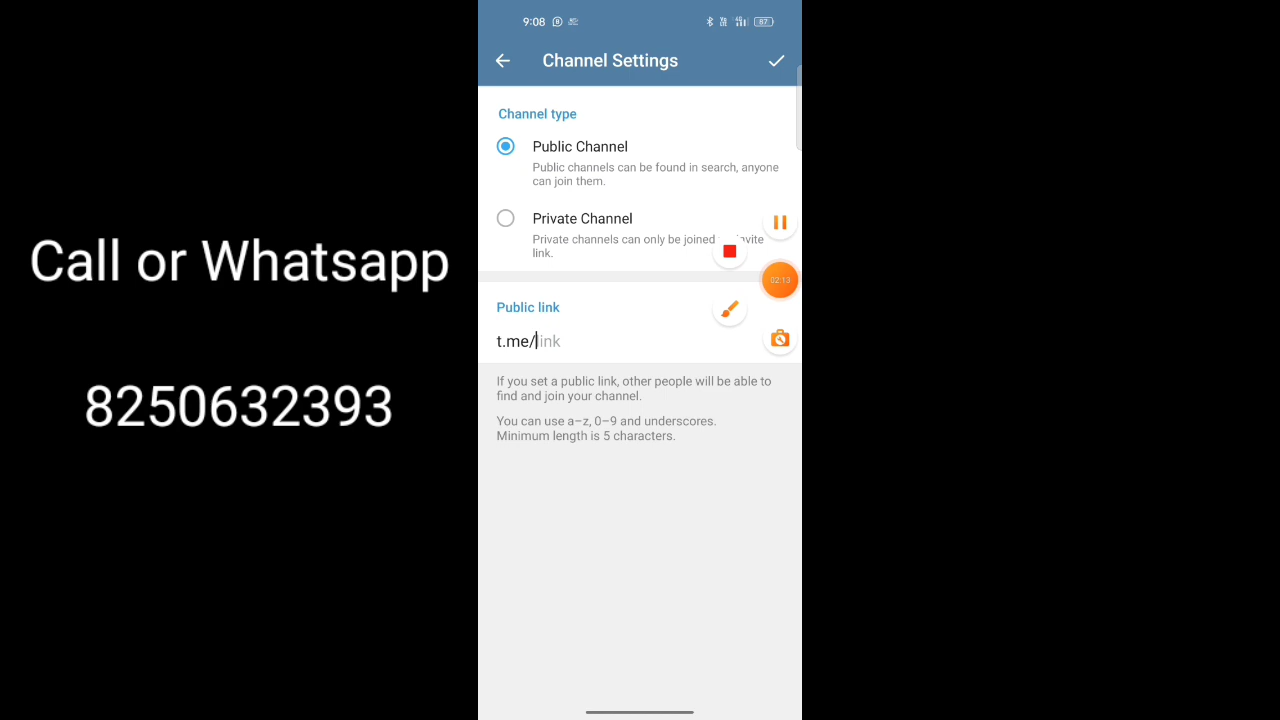 Call or Whatsapp
8250632393
9:08
87
Channel Settings
Channel type
Public Channel
Public channels can be found in search, anyone
can join them.
Private Channel
Private channels can only be joined
link.
02:13
Public link
t.me/link
If you set a public link, other people will be able to
find and join your channel.
You can use a–z, 0–9 and underscores.
Minimum length is 5 characters.